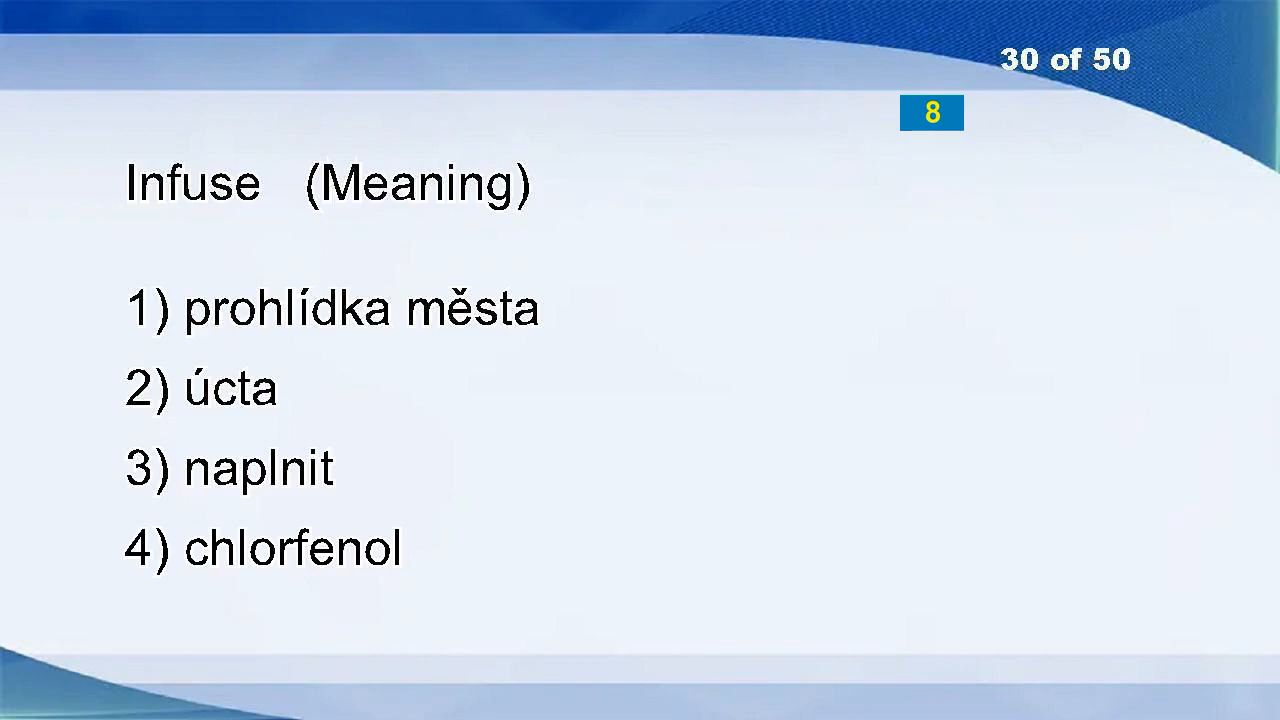 30 of 50
8
Infuse (Meaning)
1) prohlídka města
2) úcta
3) naplnit
4) chlorfenol